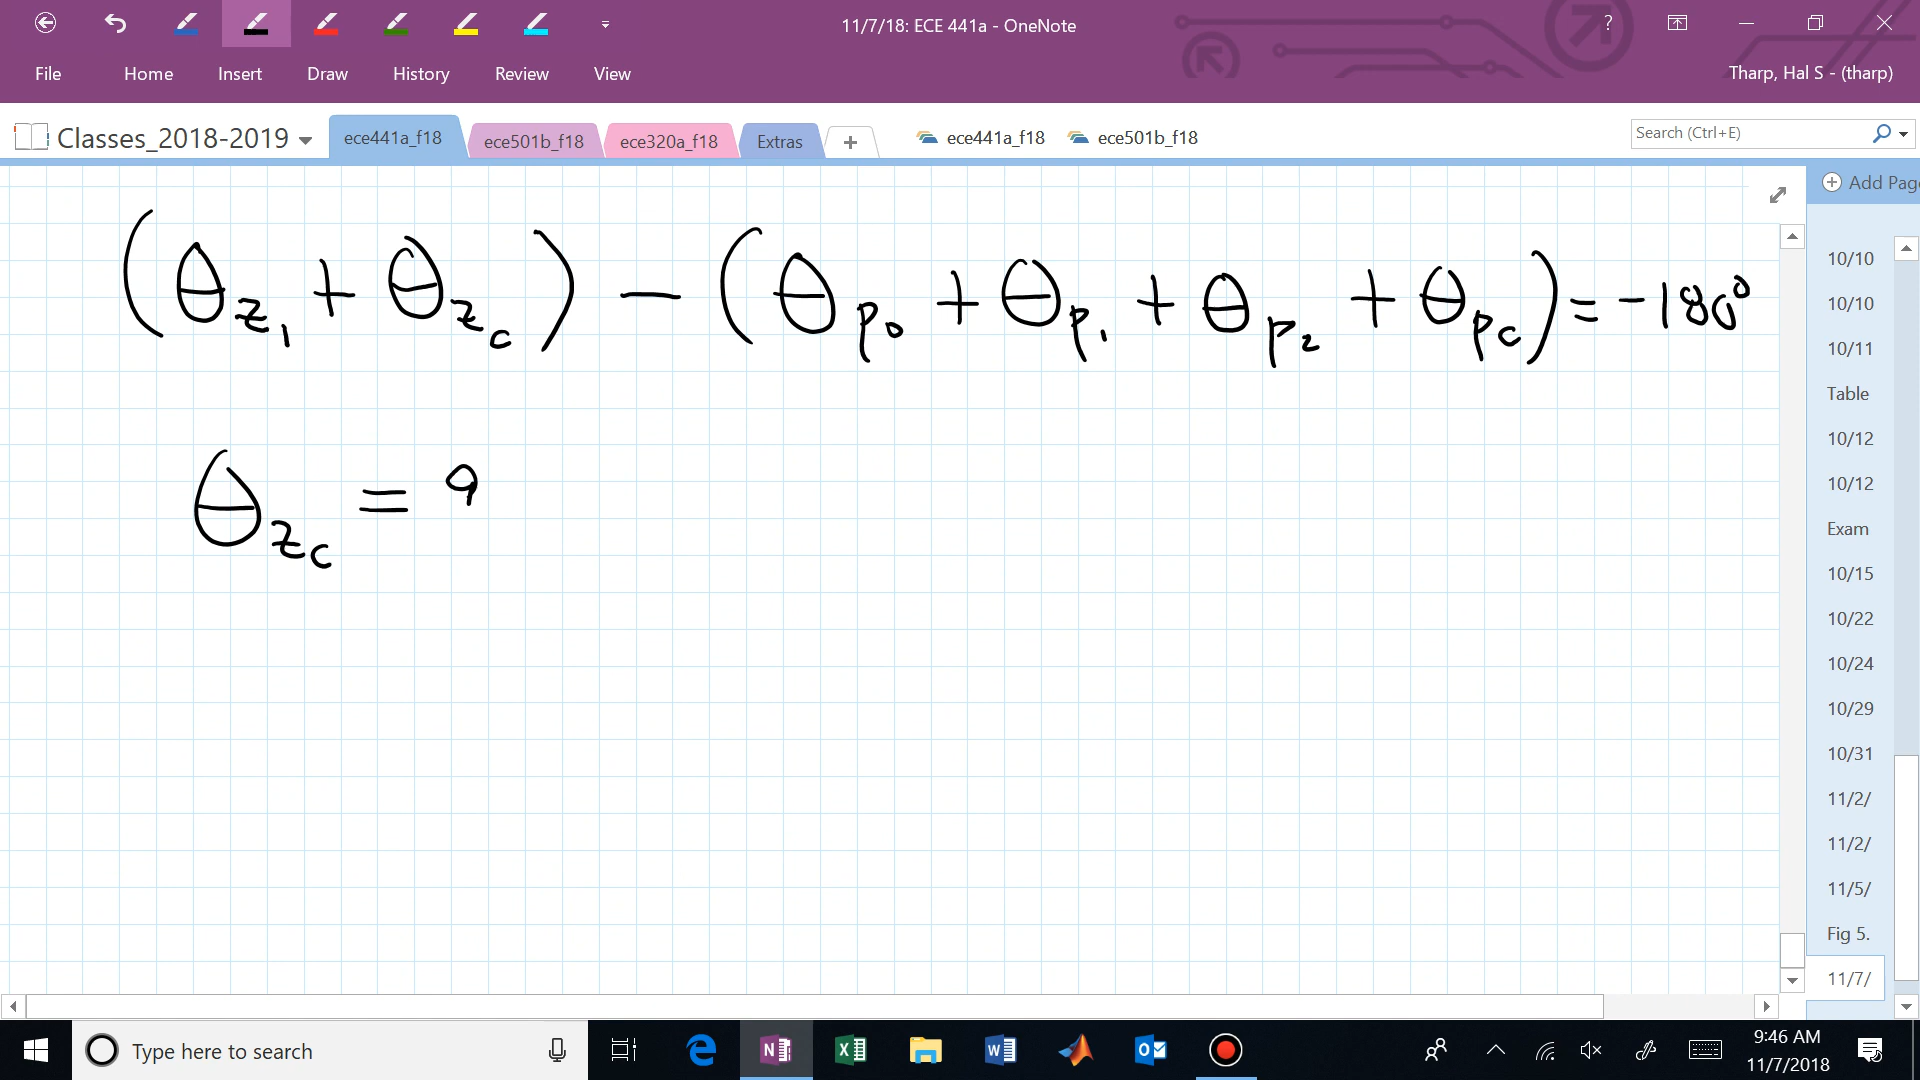 11/7/18: ECE 441a - OneNote
?
File Home Insert Draw History Review View
Tharp, Hal S - (tharp)
Classes_2018-2019
ece441a_f18 ece501b_f18 ece320a_f18 Extras + ece441a_f18 ece501b_f18
Search (Ctrl+E)
Add Page
(θz₁ + θzc) − (θp₀ + θp₁ + θp₂ + θpc) = -180°
θzc = 9
10/10
10/10
10/11
Table
10/12
10/12
Exam
10/15
10/22
10/24
10/29
10/31
11/2/
11/2/
11/5/
Fig 5.
11/7/
Type here to search
9:46 AM
11/7/2018